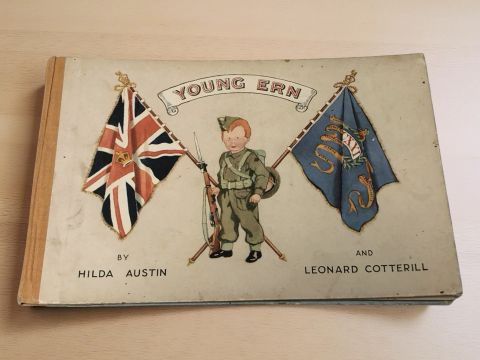 YOUNG ERN
BY
HILDA AUSTIN
AND
LEONARD COTTERILL